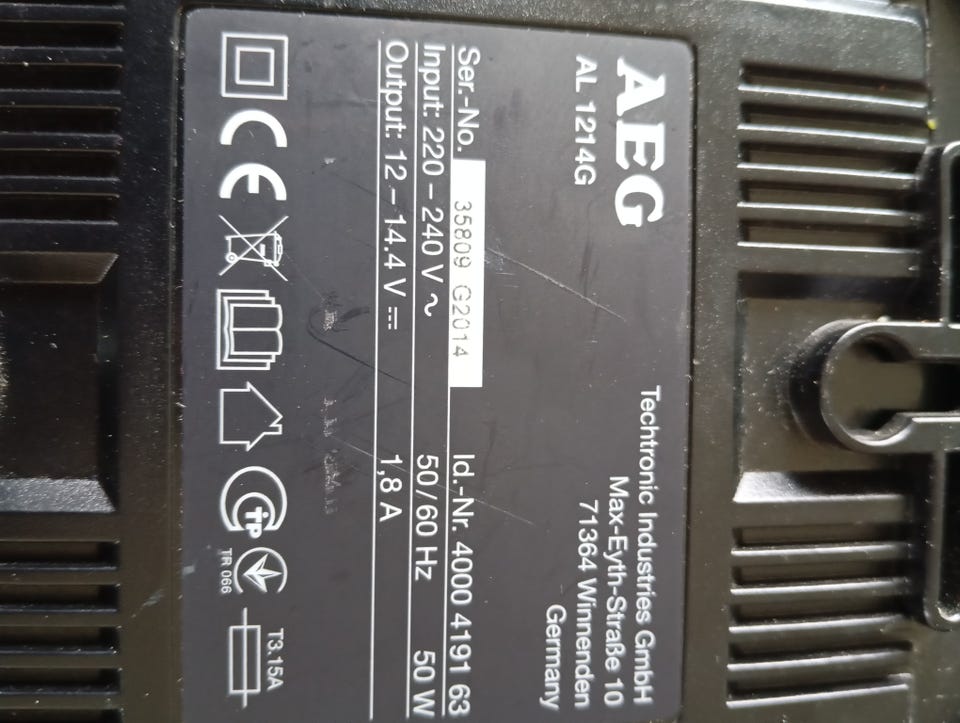 AEG
AL 1214G
Techtronic Industries GmbH
Max-Eyth-Straße 10
71364 Winnenden
Germany
Ser.-No. 35809 G2014 Id.-Nr. 4000 4191 63
Input: 220 – 240 V ~ 50 / 60 Hz 50 W
Output: 12 – 14.4 V ⎓ 1,8 A
CE
TR 066
T3.15A